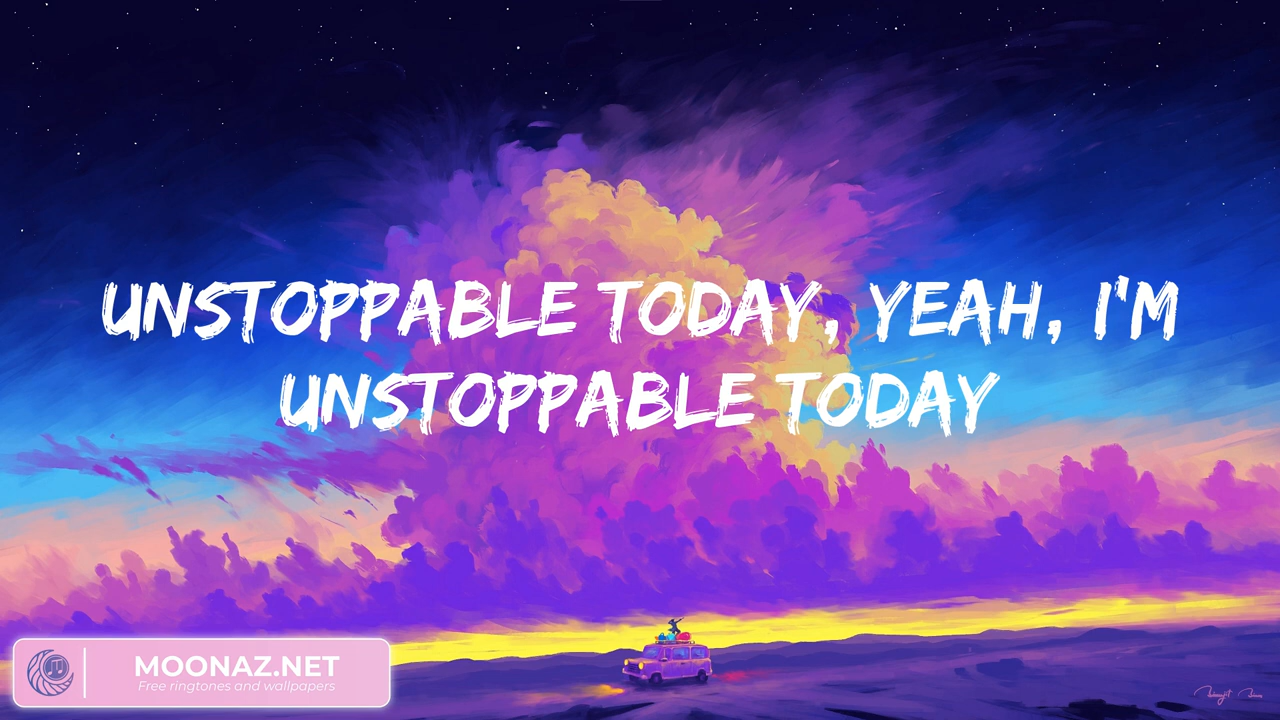 UNSTOPPABLE TODAY, YEAH, I'M
UNSTOPPABLE TODAY
MOONAZ.NET
Free ringtones and wallpapers